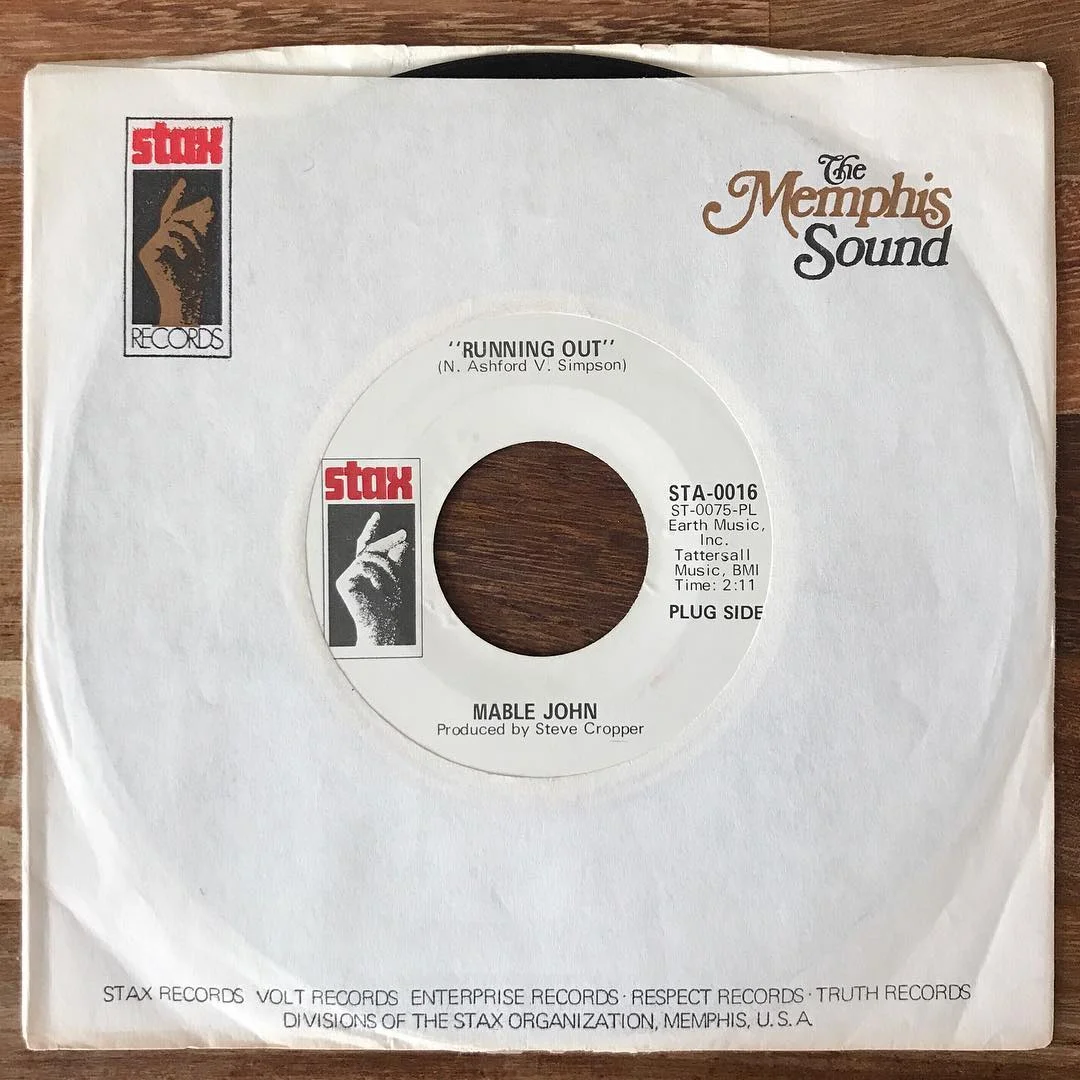 stax
RECORDS
The
Memphis
Sound
"RUNNING OUT"
(N. Ashford V. Simpson)
stax
STA-0016
ST-0075-PL
Earth Music,
Inc.
Tattersall
Music, BMI
Time: 2:11
PLUG SIDE
MABLE JOHN
Produced by Steve Cropper
STAX RECORDS VOLT RECORDS ENTERPRISE RECORDS · RESPECT RECORDS · TRUTH RECORDS
DIVISIONS OF THE STAX ORGANIZATION, MEMPHIS, U.S.A.